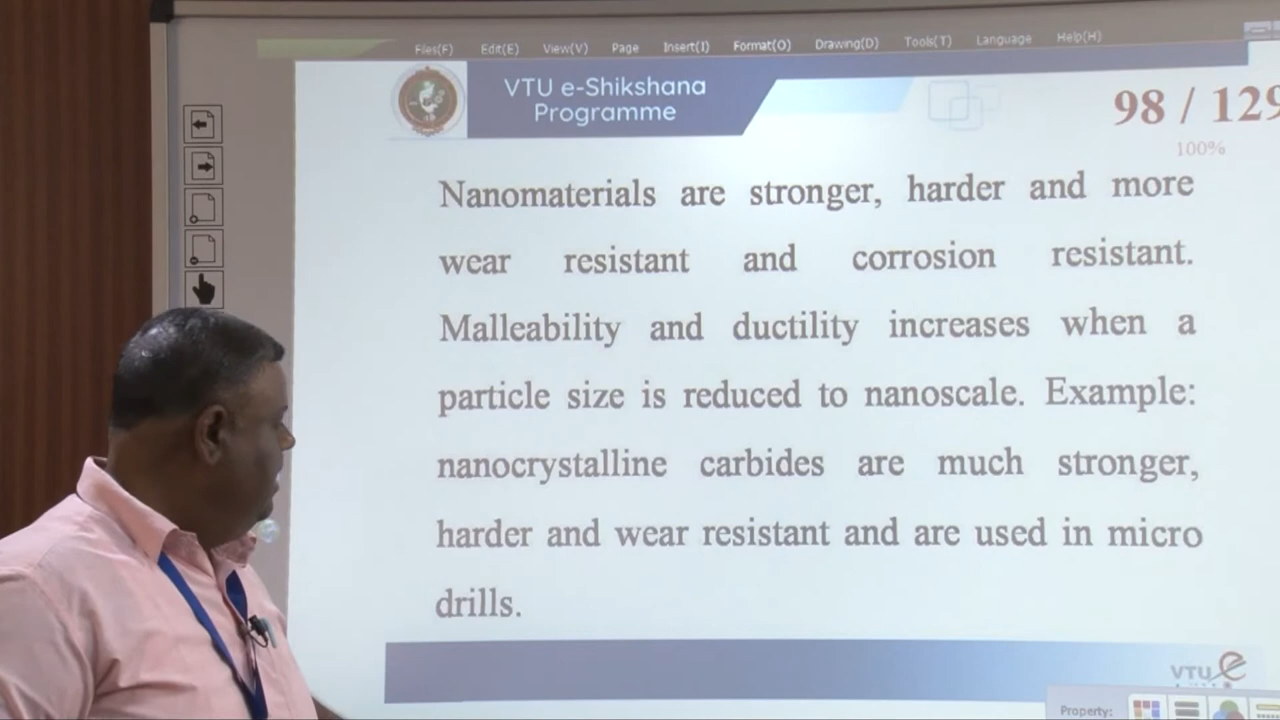 Files(F) Edit(E) View(V) Page Insert(I) Format(O) Drawing(D) Tools(T) Language Help(H)
VTU e-Shikshana
Programme
98 / 129
100%
Nanomaterials are stronger, harder and more
wear resistant and corrosion resistant.
Malleability and ductility increases when a
particle size is reduced to nanoscale. Example:
nanocrystalline carbides are much stronger,
harder and wear resistant and are used in micro
drills.
VTU e
Property: